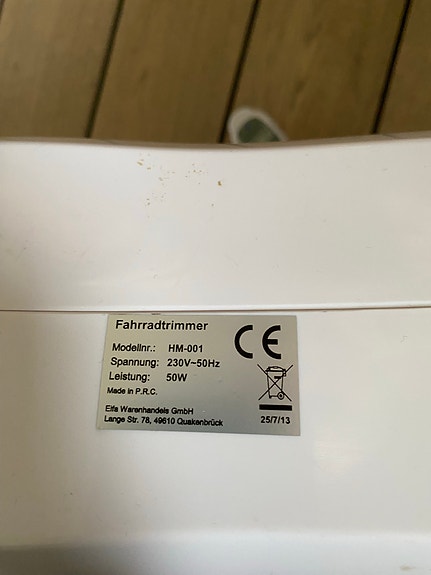 Fahrradtrimmer
Modellnr.: HM-001
Spannung: 230V~50Hz
Leistung: 50W
Made in P.R.C.
Eifa Warenhandels GmbH
Lange Str. 78, 49610 Quakenbrück
CE
25/7/13